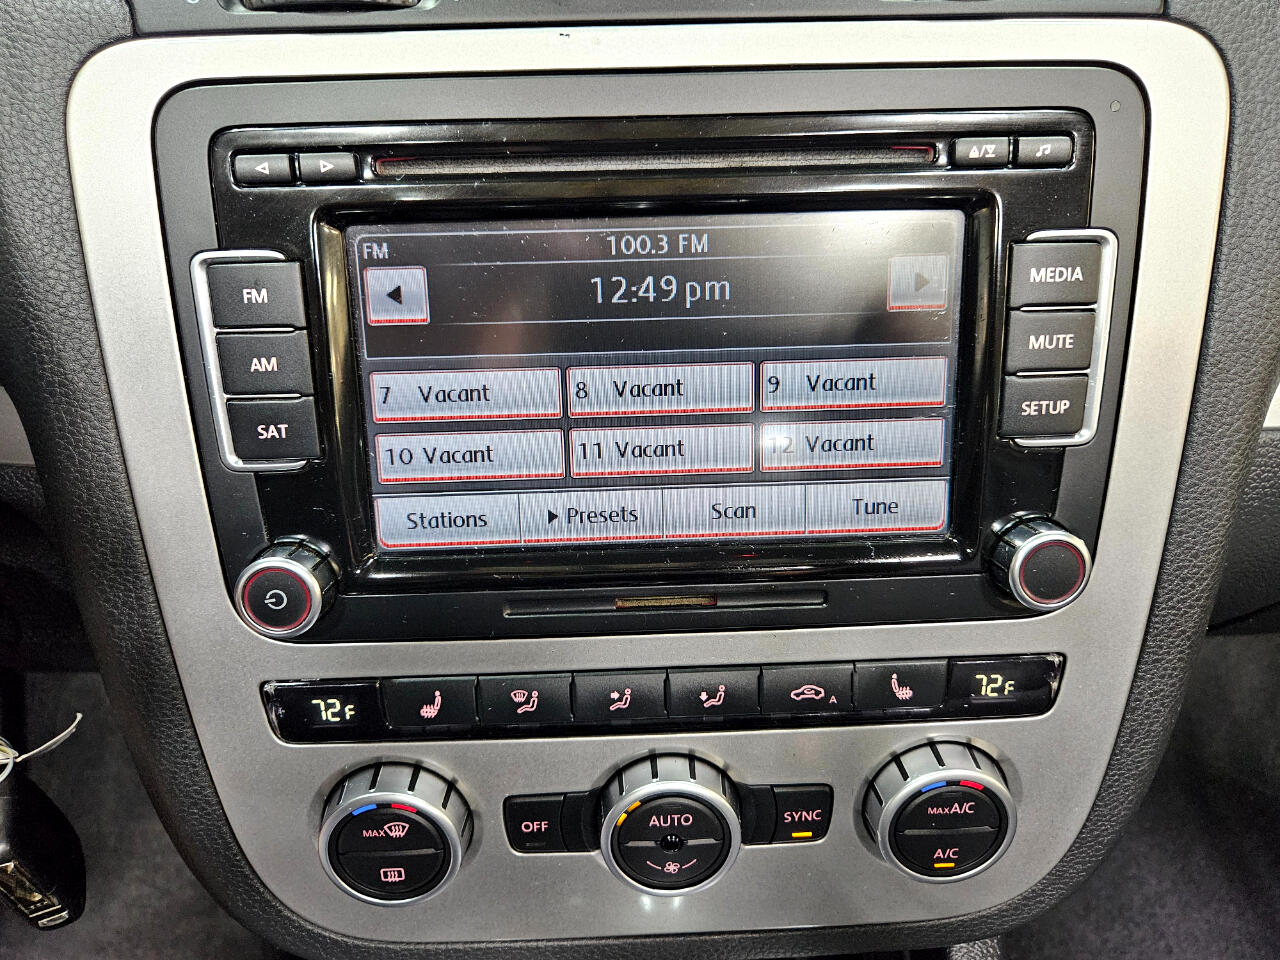 FM
100.3 FM
12:49 pm
FM
AM
SAT
MEDIA
MUTE
SETUP
7 Vacant
8 Vacant
9 Vacant
10 Vacant
11 Vacant
12 Vacant
Stations
Presets
Scan
Tune
72F
A
72F
MAX
OFF
AUTO
SYNC
MAX A/C
A/C